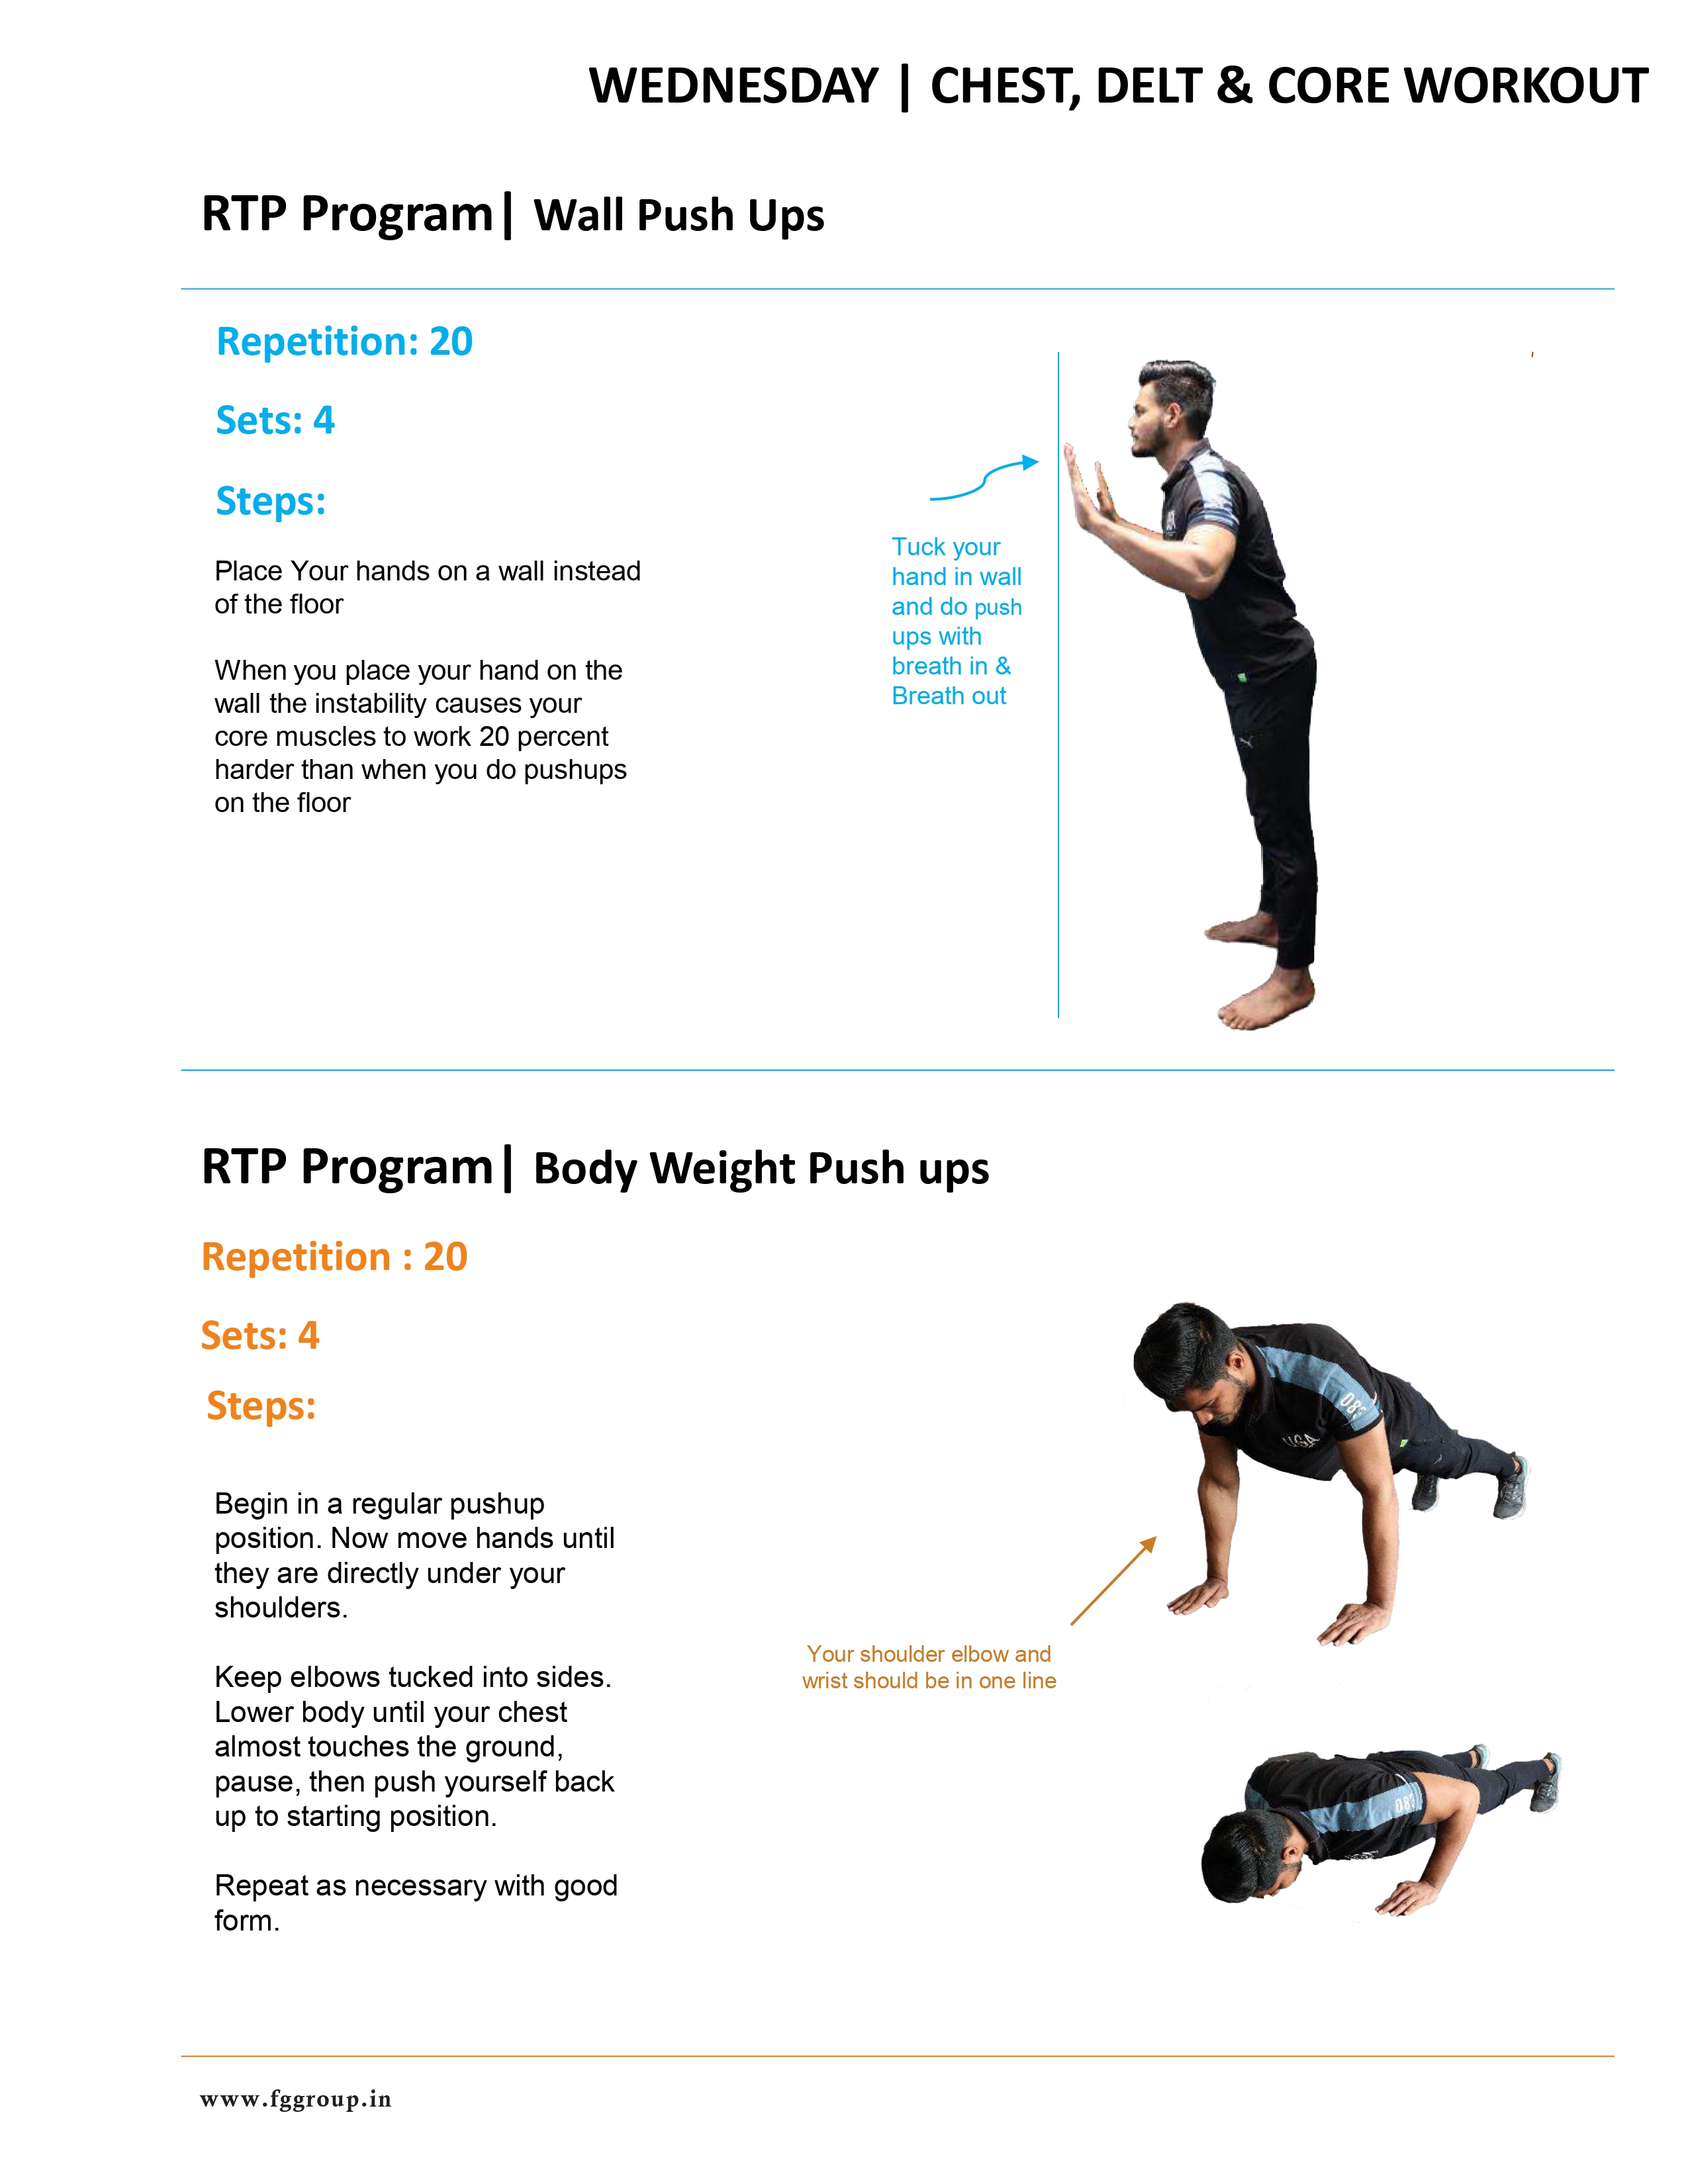 WEDNESDAY | CHEST, DELT & CORE WORKOUT
RTP Program| Wall Push Ups
Repetition: 20
Sets: 4
Steps:
Place Your hands on a wall instead
of the floor
When you place your hand on the
wall the instability causes your
core muscles to work 20 percent
harder than when you do pushups
on the floor
Tuck your
hand in wall
and do push
ups with
breath in &
Breath out
RTP Program| Body Weight Push ups
Repetition : 20
Sets: 4
Steps:
Begin in a regular pushup
position. Now move hands until
they are directly under your
shoulders.
Keep elbows tucked into sides.
Lower body until your chest
almost touches the ground,
pause, then push yourself back
up to starting position.
Repeat as necessary with good
form.
Your shoulder elbow and
wrist should be in one line
www.fggroup.in